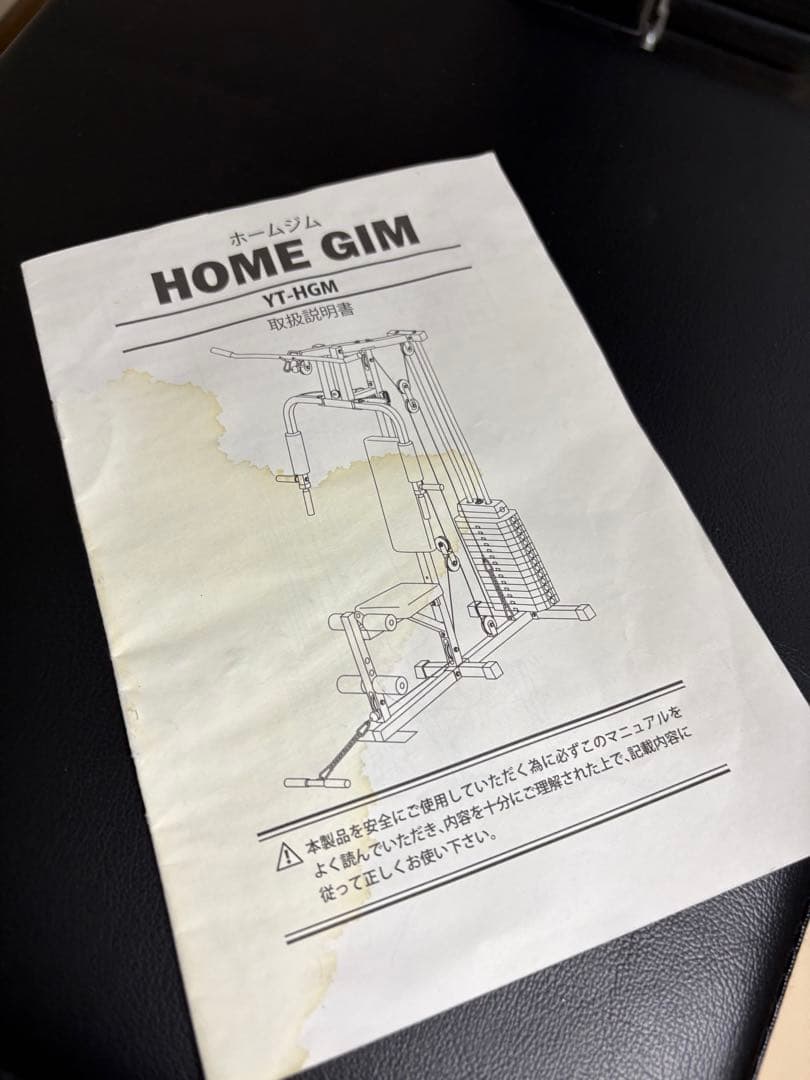 ホームジム
HOME GIM
YT-HGM
取扱説明書
本製品を安全にご使用していただく為に必ずこのマニュアルを
よく読んでいただき、内容を十分にご理解された上で、記載内容に
従って正しくお使い下さい。